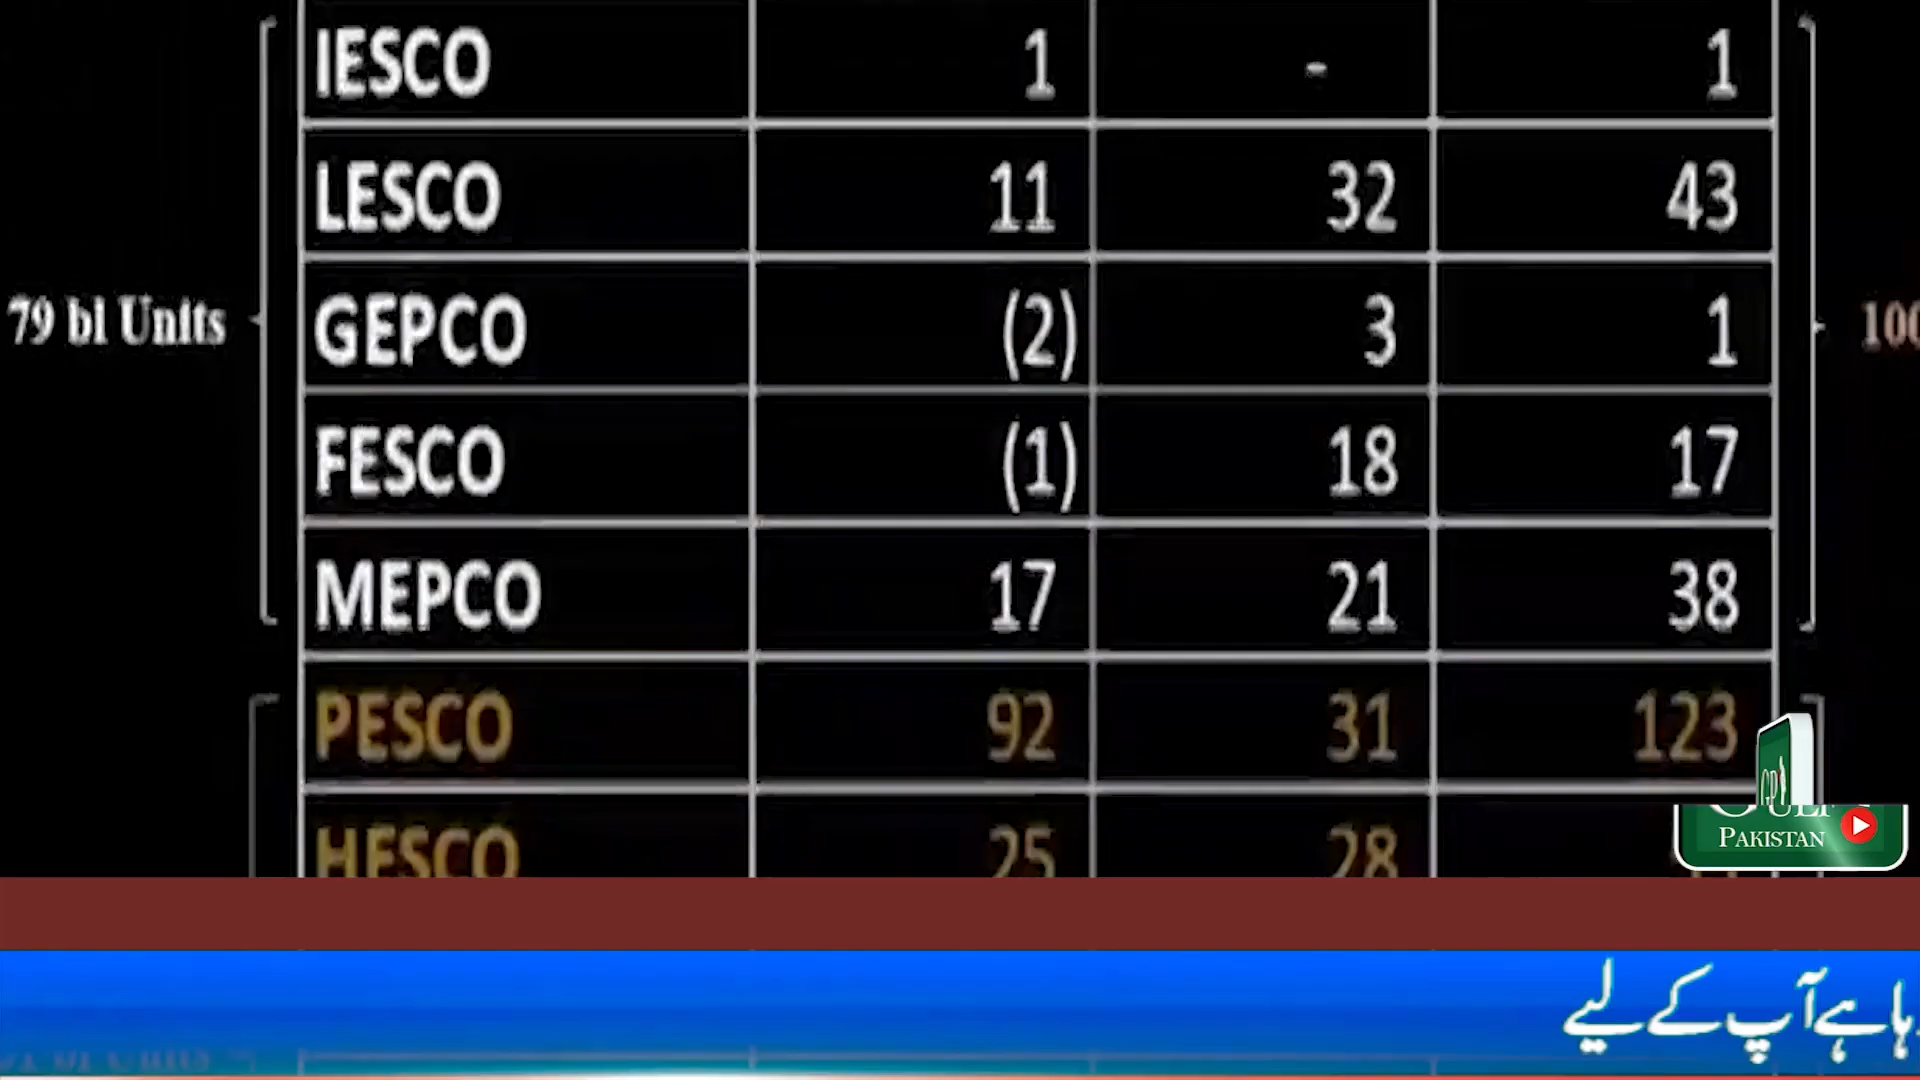 IESCO 1 - 1
LESCO 11 32 43
79 bl Units GEPCO (2) 3 1 100
FESCO (1) 18 17
MEPCO 17 21 38
PESCO 92 31 123
HESCO 25 28
PAKISTAN
ہا ہے آپ کے لیے